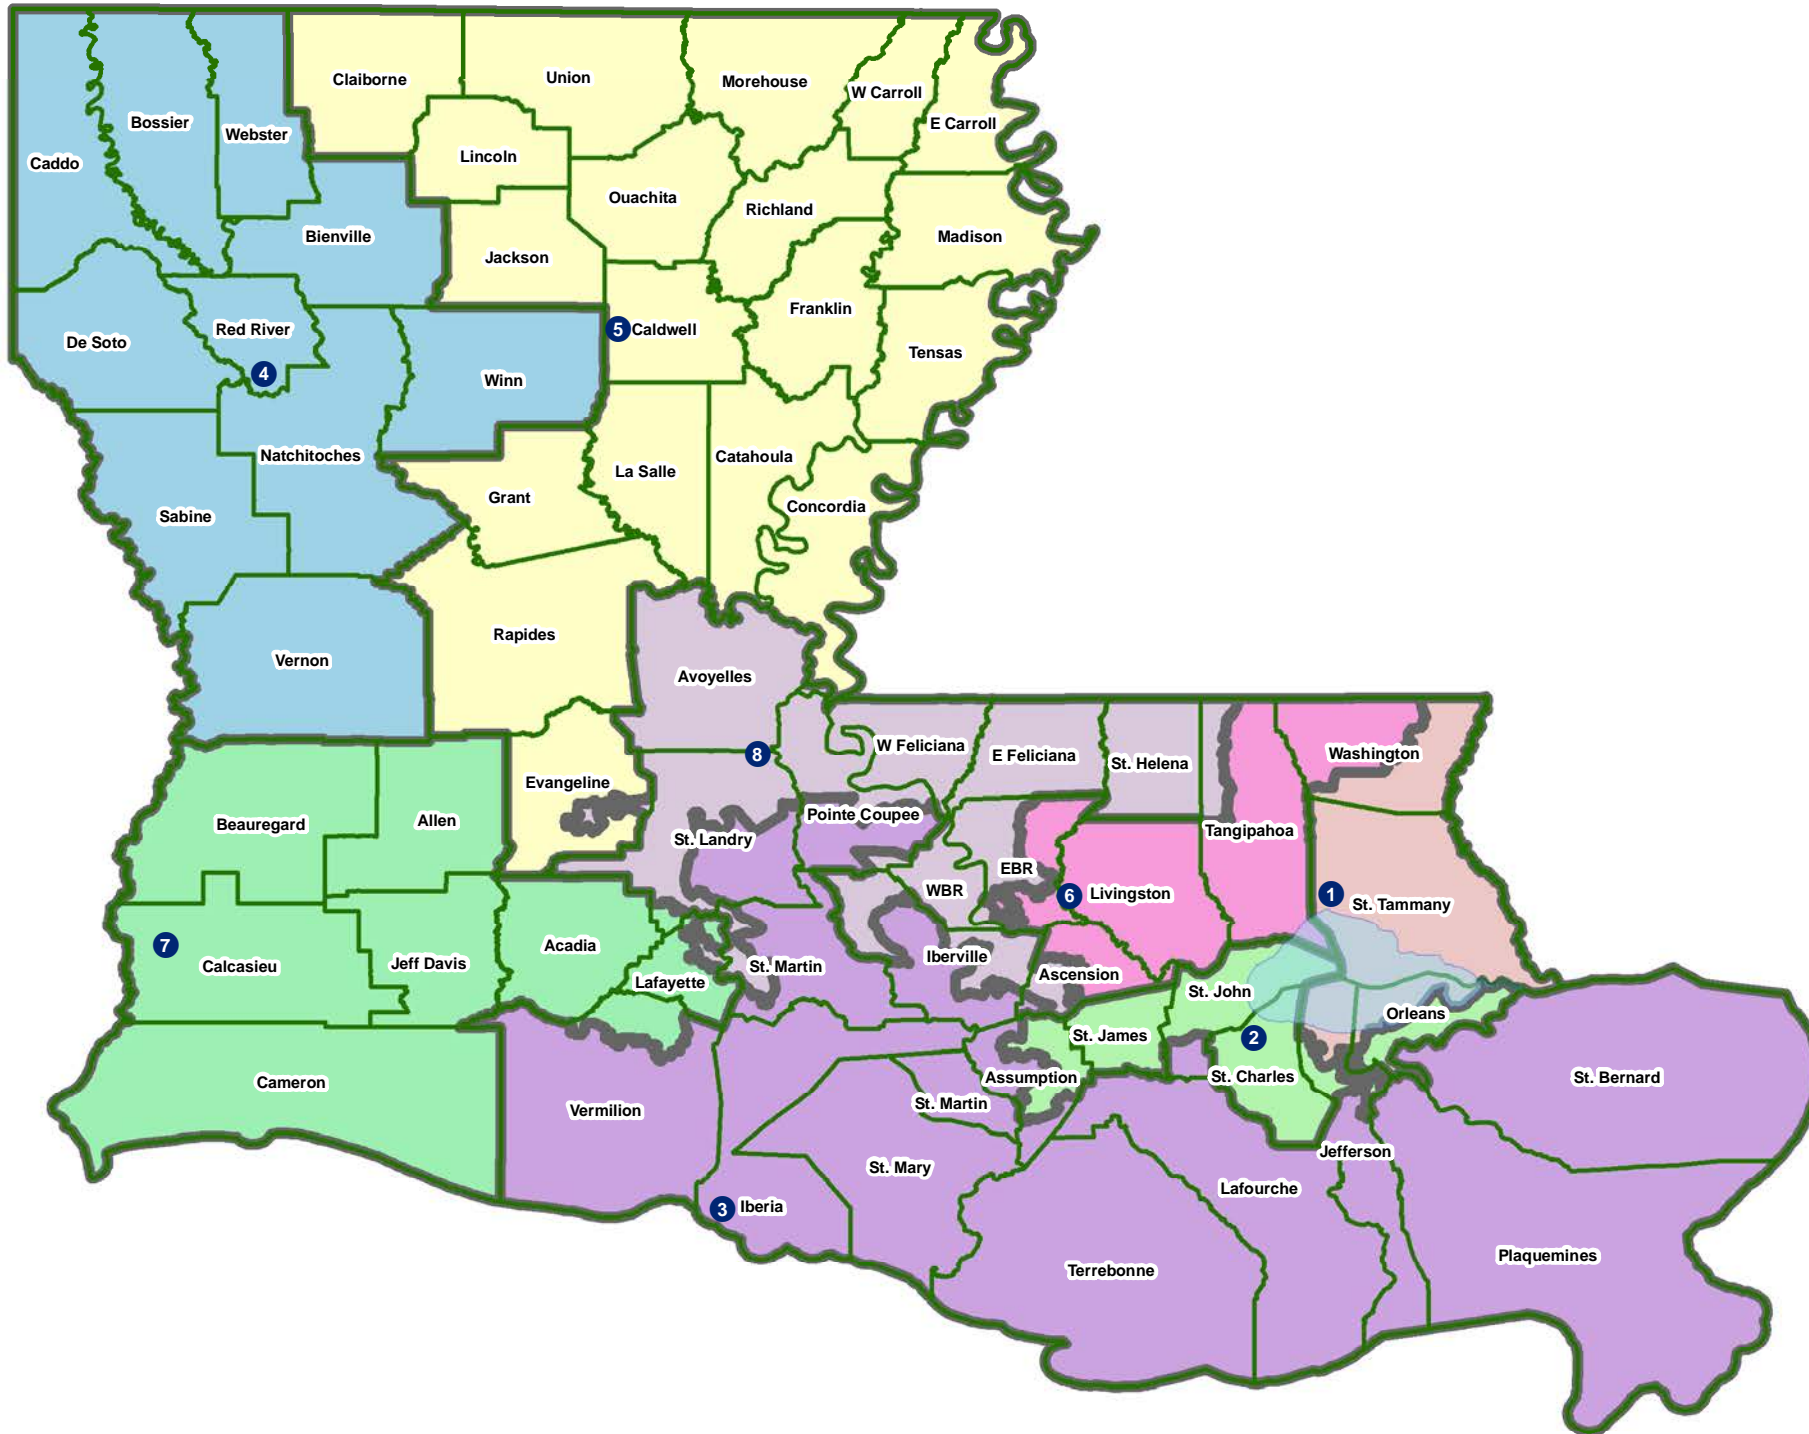 Claiborne
Union
Morehouse
W Carroll
E Carroll
Bossier
Webster
Caddo
Lincoln
Ouachita
Richland
Madison
Bienville
Jackson
Franklin
Red River
De Soto
5
Caldwell
Tensas
4
Winn
Natchitoches
La Salle
Catahoula
Grant
Concordia
Sabine
Rapides
Vernon
Avoyelles
8
W Feliciana
E Feliciana
St. Helena
Washington
Evangeline
Beauregard
Allen
Pointe Coupee
St. Landry
Tangipahoa
EBR
WBR
6
Livingston
1
St. Tammany
7
Calcasieu
Jeff Davis
Acadia
Lafayette
St. Martin
Iberville
Ascension
St. John
Orleans
St. James
2
St. Charles
St. Bernard
Cameron
Vermilion
Assumption
St. Martin
Jefferson
St. Mary
Lafourche
3
Iberia
Terrebonne
Plaquemines